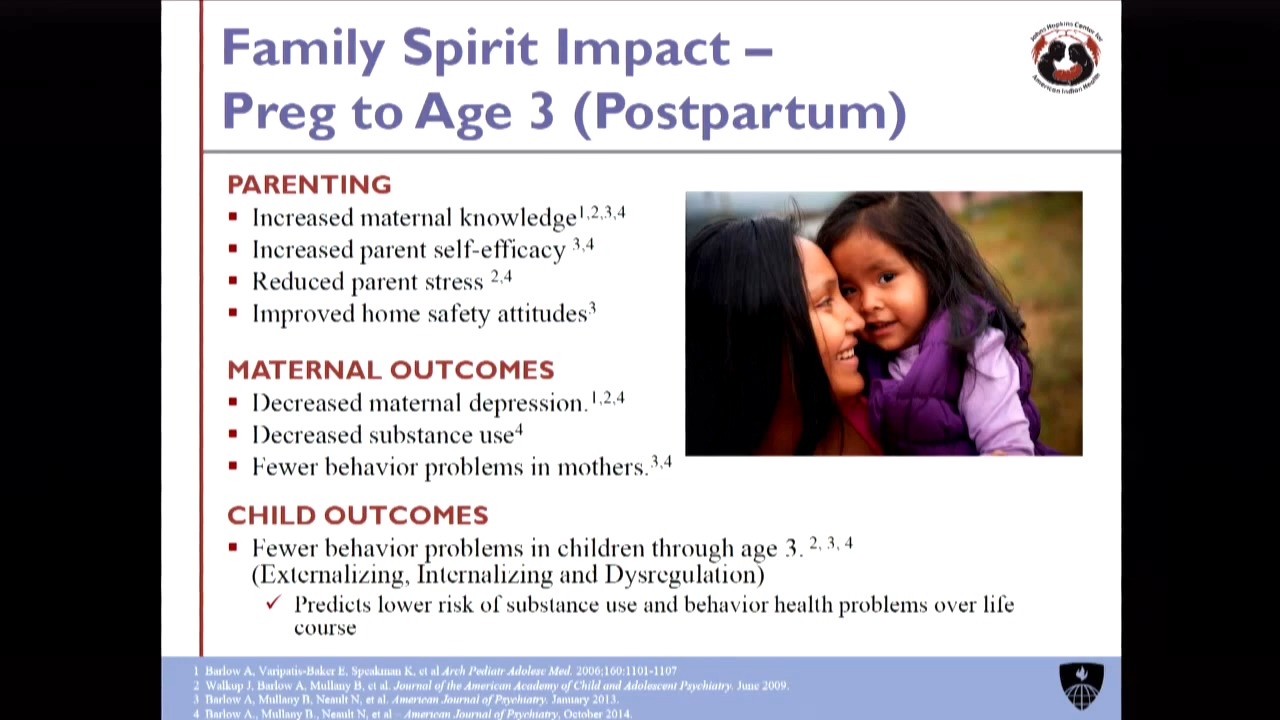 Family Spirit Impact –
Preg to Age 3 (Postpartum)
Johns Hopkins Center for
American Indian Health
PARENTING
▪ Increased maternal knowledge1,2,3,4
▪ Increased parent self-efficacy 3,4
▪ Reduced parent stress 2,4
▪ Improved home safety attitudes3
MATERNAL OUTCOMES
▪ Decreased maternal depression.1,2,4
▪ Decreased substance use4
▪ Fewer behavior problems in mothers.3,4
CHILD OUTCOMES
▪ Fewer behavior problems in children through age 3. 2, 3, 4
(Externalizing, Internalizing and Dysregulation)
✓ Predicts lower risk of substance use and behavior health problems over life
course
1 Barlow A, Varipatis-Baker E, Speakman K, et al Arch Pediatr Adolesc Med. 2006;160:1101-1107
2 Walkup J, Barlow A, Mullany B, et al. Journal of the American Academy of Child and Adolescent Psychiatry. June 2009.
3 Barlow A, Mullany B, Neault N, et al. American Journal of Psychiatry. January 2013.
4 Barlow A., Mullany B., Neault N, et al – American Journal of Psychiatry, October 2014.